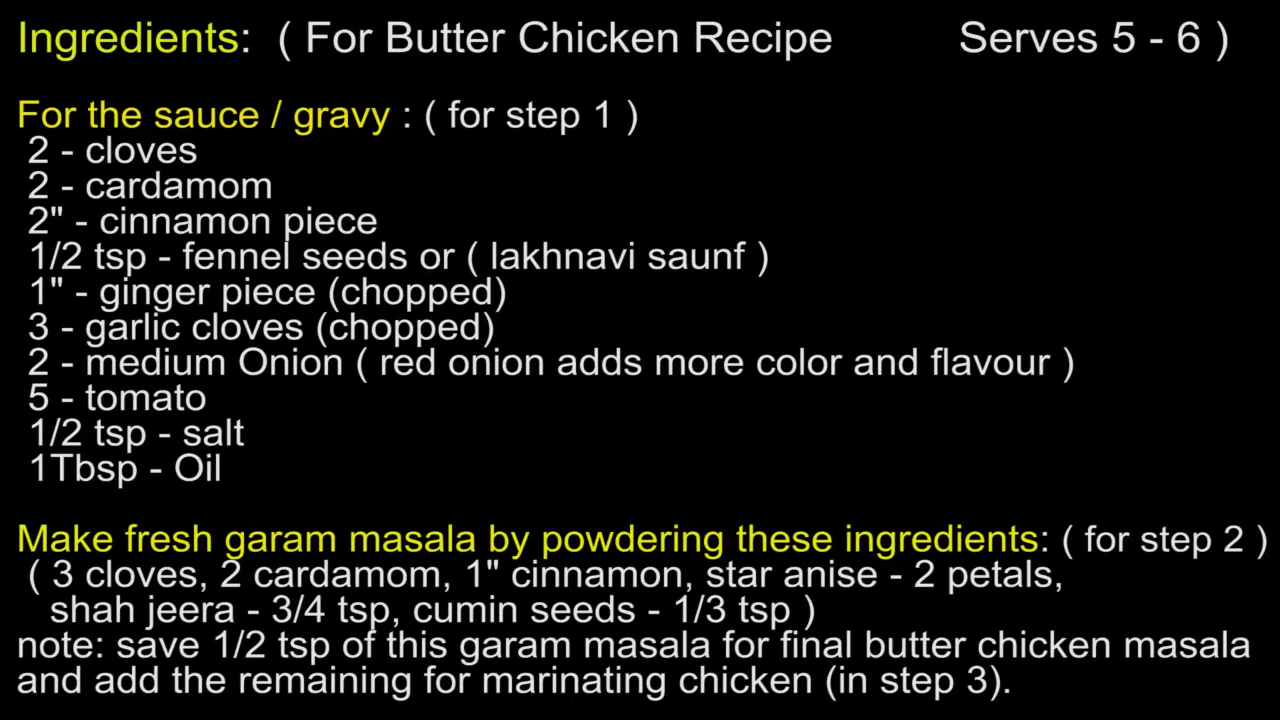 Ingredients: ( For Butter Chicken Recipe Serves 5 - 6 )
For the sauce / gravy : ( for step 1 )
2 - cloves
2 - cardamom
2" - cinnamon piece
1/2 tsp - fennel seeds or ( lakhnavi saunf )
1" - ginger piece (chopped)
3 - garlic cloves (chopped)
2 - medium Onion ( red onion adds more color and flavour )
5 - tomato
1/2 tsp - salt
1Tbsp - Oil
Make fresh garam masala by powdering these ingredients: ( for step 2 )
( 3 cloves, 2 cardamom, 1" cinnamon, star anise - 2 petals,
shah jeera - 3/4 tsp, cumin seeds - 1/3 tsp )
note: save 1/2 tsp of this garam masala for final butter chicken masala
and add the remaining for marinating chicken (in step 3).